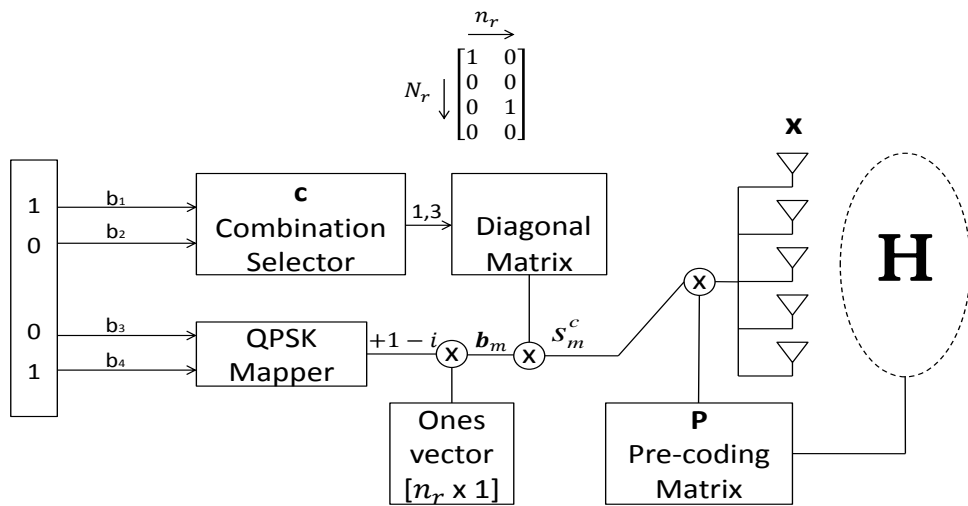 n_r
N_r
1 0
0 0
0 1
0 0
x
1
0
0
1
b₁
b₂
b₃
b₄
c
Combination
Selector
1,3
Diagonal
Matrix
QPSK
Mapper
+1 − i
X
b_m
X
S_m^c
X
Ones
vector
[n_r x 1]
P
Pre-coding
Matrix
H